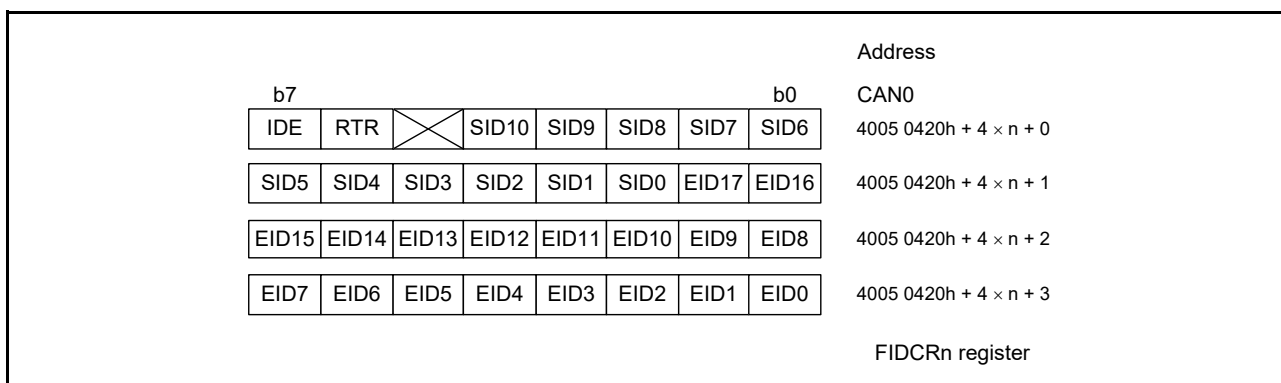 Address
b7 b0 CAN0
IDE RTR SID10 SID9 SID8 SID7 SID6 4005 0420h + 4 × n + 0
SID5 SID4 SID3 SID2 SID1 SID0 EID17 EID16 4005 0420h + 4 × n + 1
EID15 EID14 EID13 EID12 EID11 EID10 EID9 EID8 4005 0420h + 4 × n + 2
EID7 EID6 EID5 EID4 EID3 EID2 EID1 EID0 4005 0420h + 4 × n + 3
FIDCRn register